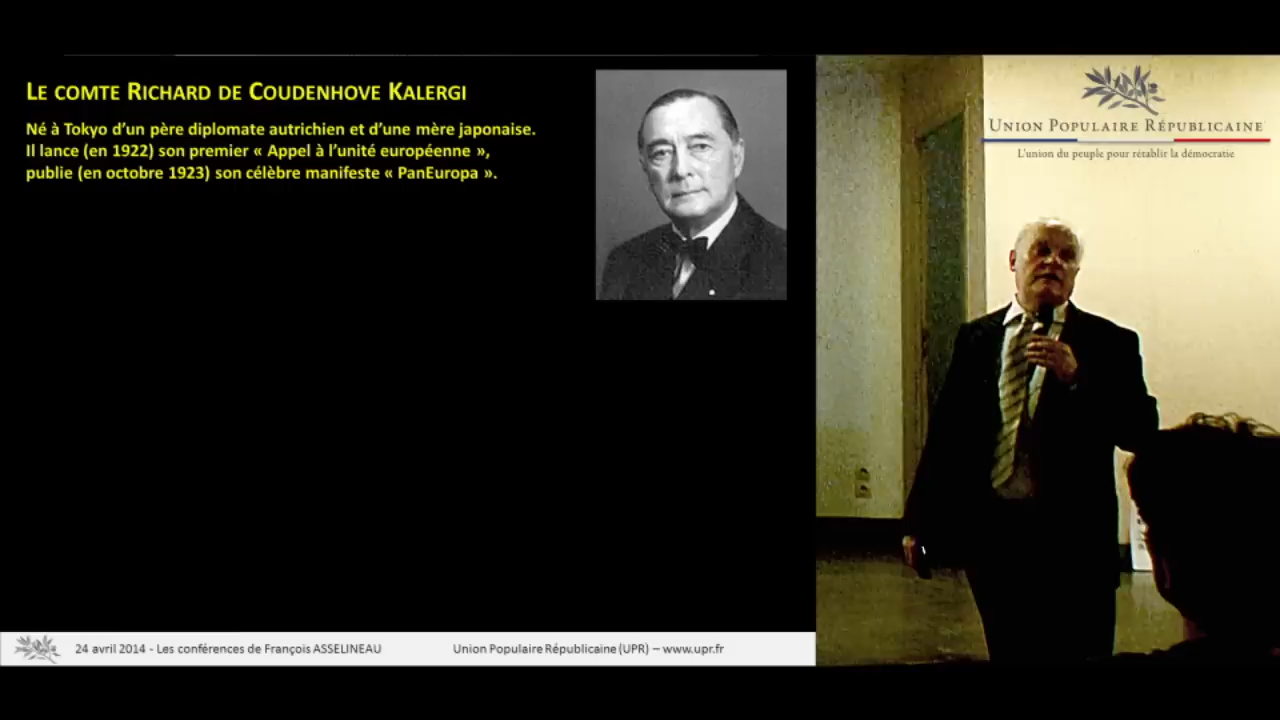 LE COMTE RICHARD DE COUDENHOVE KALERGI
Né à Tokyo d’un père diplomate autrichien et d’une mère japonaise.
Il lance (en 1922) son premier « Appel à l’unité européenne »,
publie (en octobre 1923) son célèbre manifeste « PanEuropa ».
UNION POPULAIRE RÉPUBLICAINE
L'union du peuple pour rétablir la démocratie
24 avril 2014 - Les conférences de François ASSELINEAU
Union Populaire Républicaine (UPR) – www.upr.fr